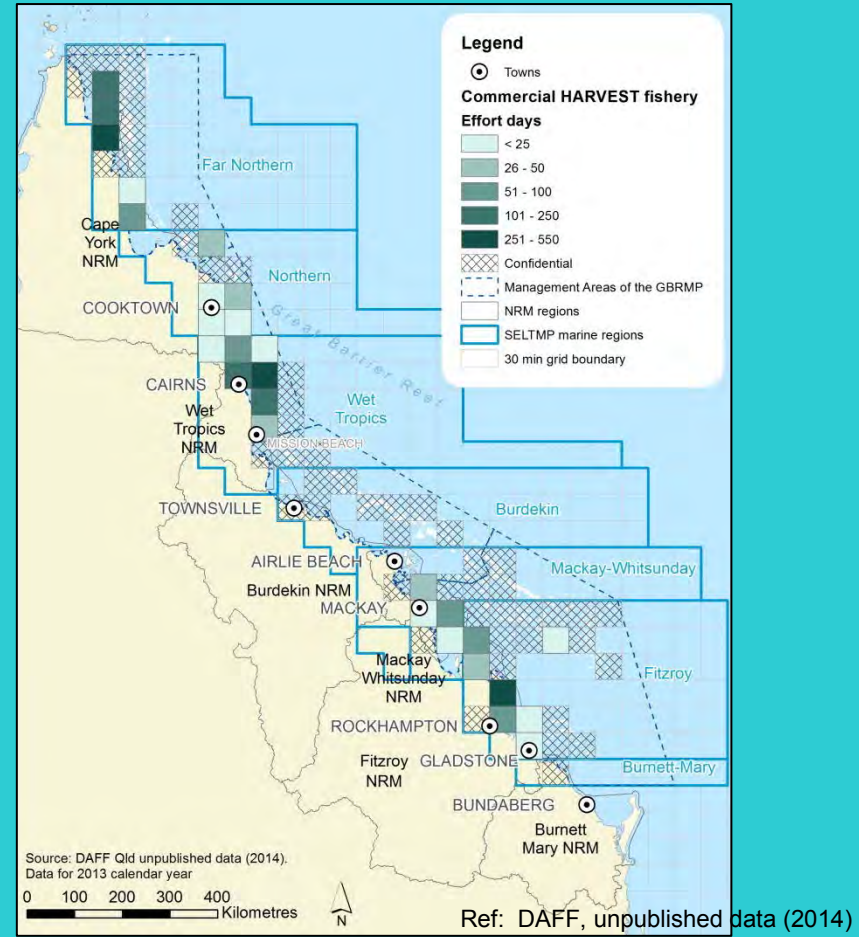 Legend
Towns
Commercial HARVEST fishery
Effort days
< 25
26 - 50
51 - 100
101 - 250
251 - 550
Confidential
Management Areas of the GBRMP
NRM regions
SELTMP marine regions
30 min grid boundary
Far Northern
Cape
York
NRM
Northern
COOKTOWN
Great Barrier Reef
CAIRNS
Wet
Tropics
Wet
Tropics
NRM
MISSION BEACH
TOWNSVILLE
Burdekin
AIRLIE BEACH
Mackay-Whitsunday
Burdekin NRM
MACKAY
Mackay
Whitsunday
NRM
Fitzroy
ROCKHAMPTON
GLADSTONE
Fitzroy
NRM
Burnett-Mary
BUNDABERG
Burnett
Mary NRM
Source: DAFF Qld unpublished data (2014).
Data for 2013 calendar year
0 100 200 300 400
Kilometres
N
Ref: DAFF, unpublished data (2014)